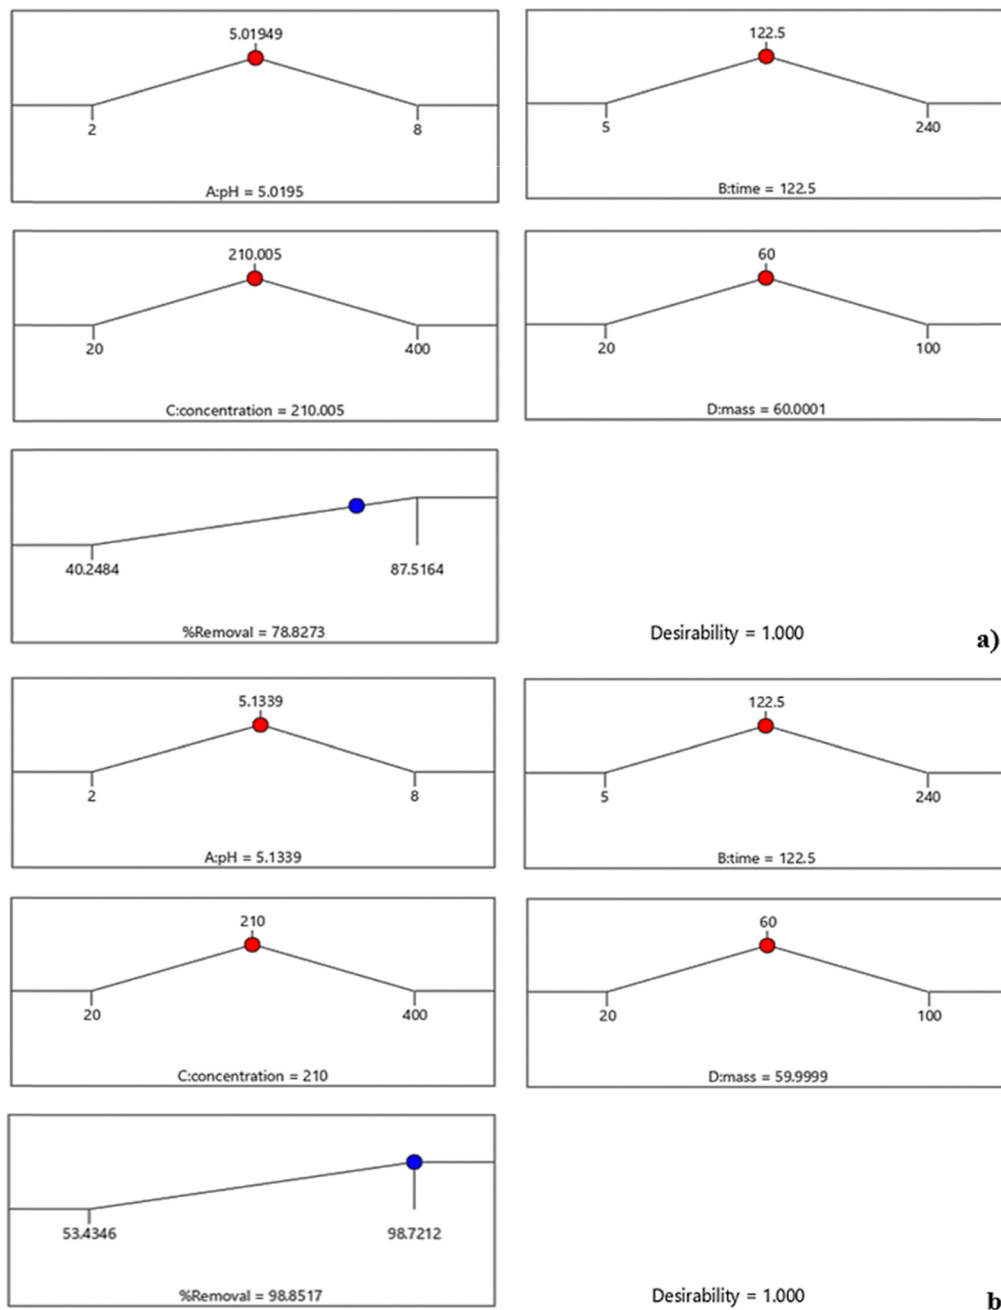 5.01949
2
8
A:pH = 5.0195
122.5
5
240
B:time = 122.5
210.005
20
400
C:concentration = 210.005
60
20
100
D:mass = 60.0001
40.2484
87.5164
%Removal = 78.8273
Desirability = 1.000
a)
5.1339
2
8
A:pH = 5.1339
122.5
5
240
B:time = 122.5
210
20
400
C:concentration = 210
60
20
100
D:mass = 59.9999
53.4346
98.7212
%Removal = 98.8517
Desirability = 1.000
b